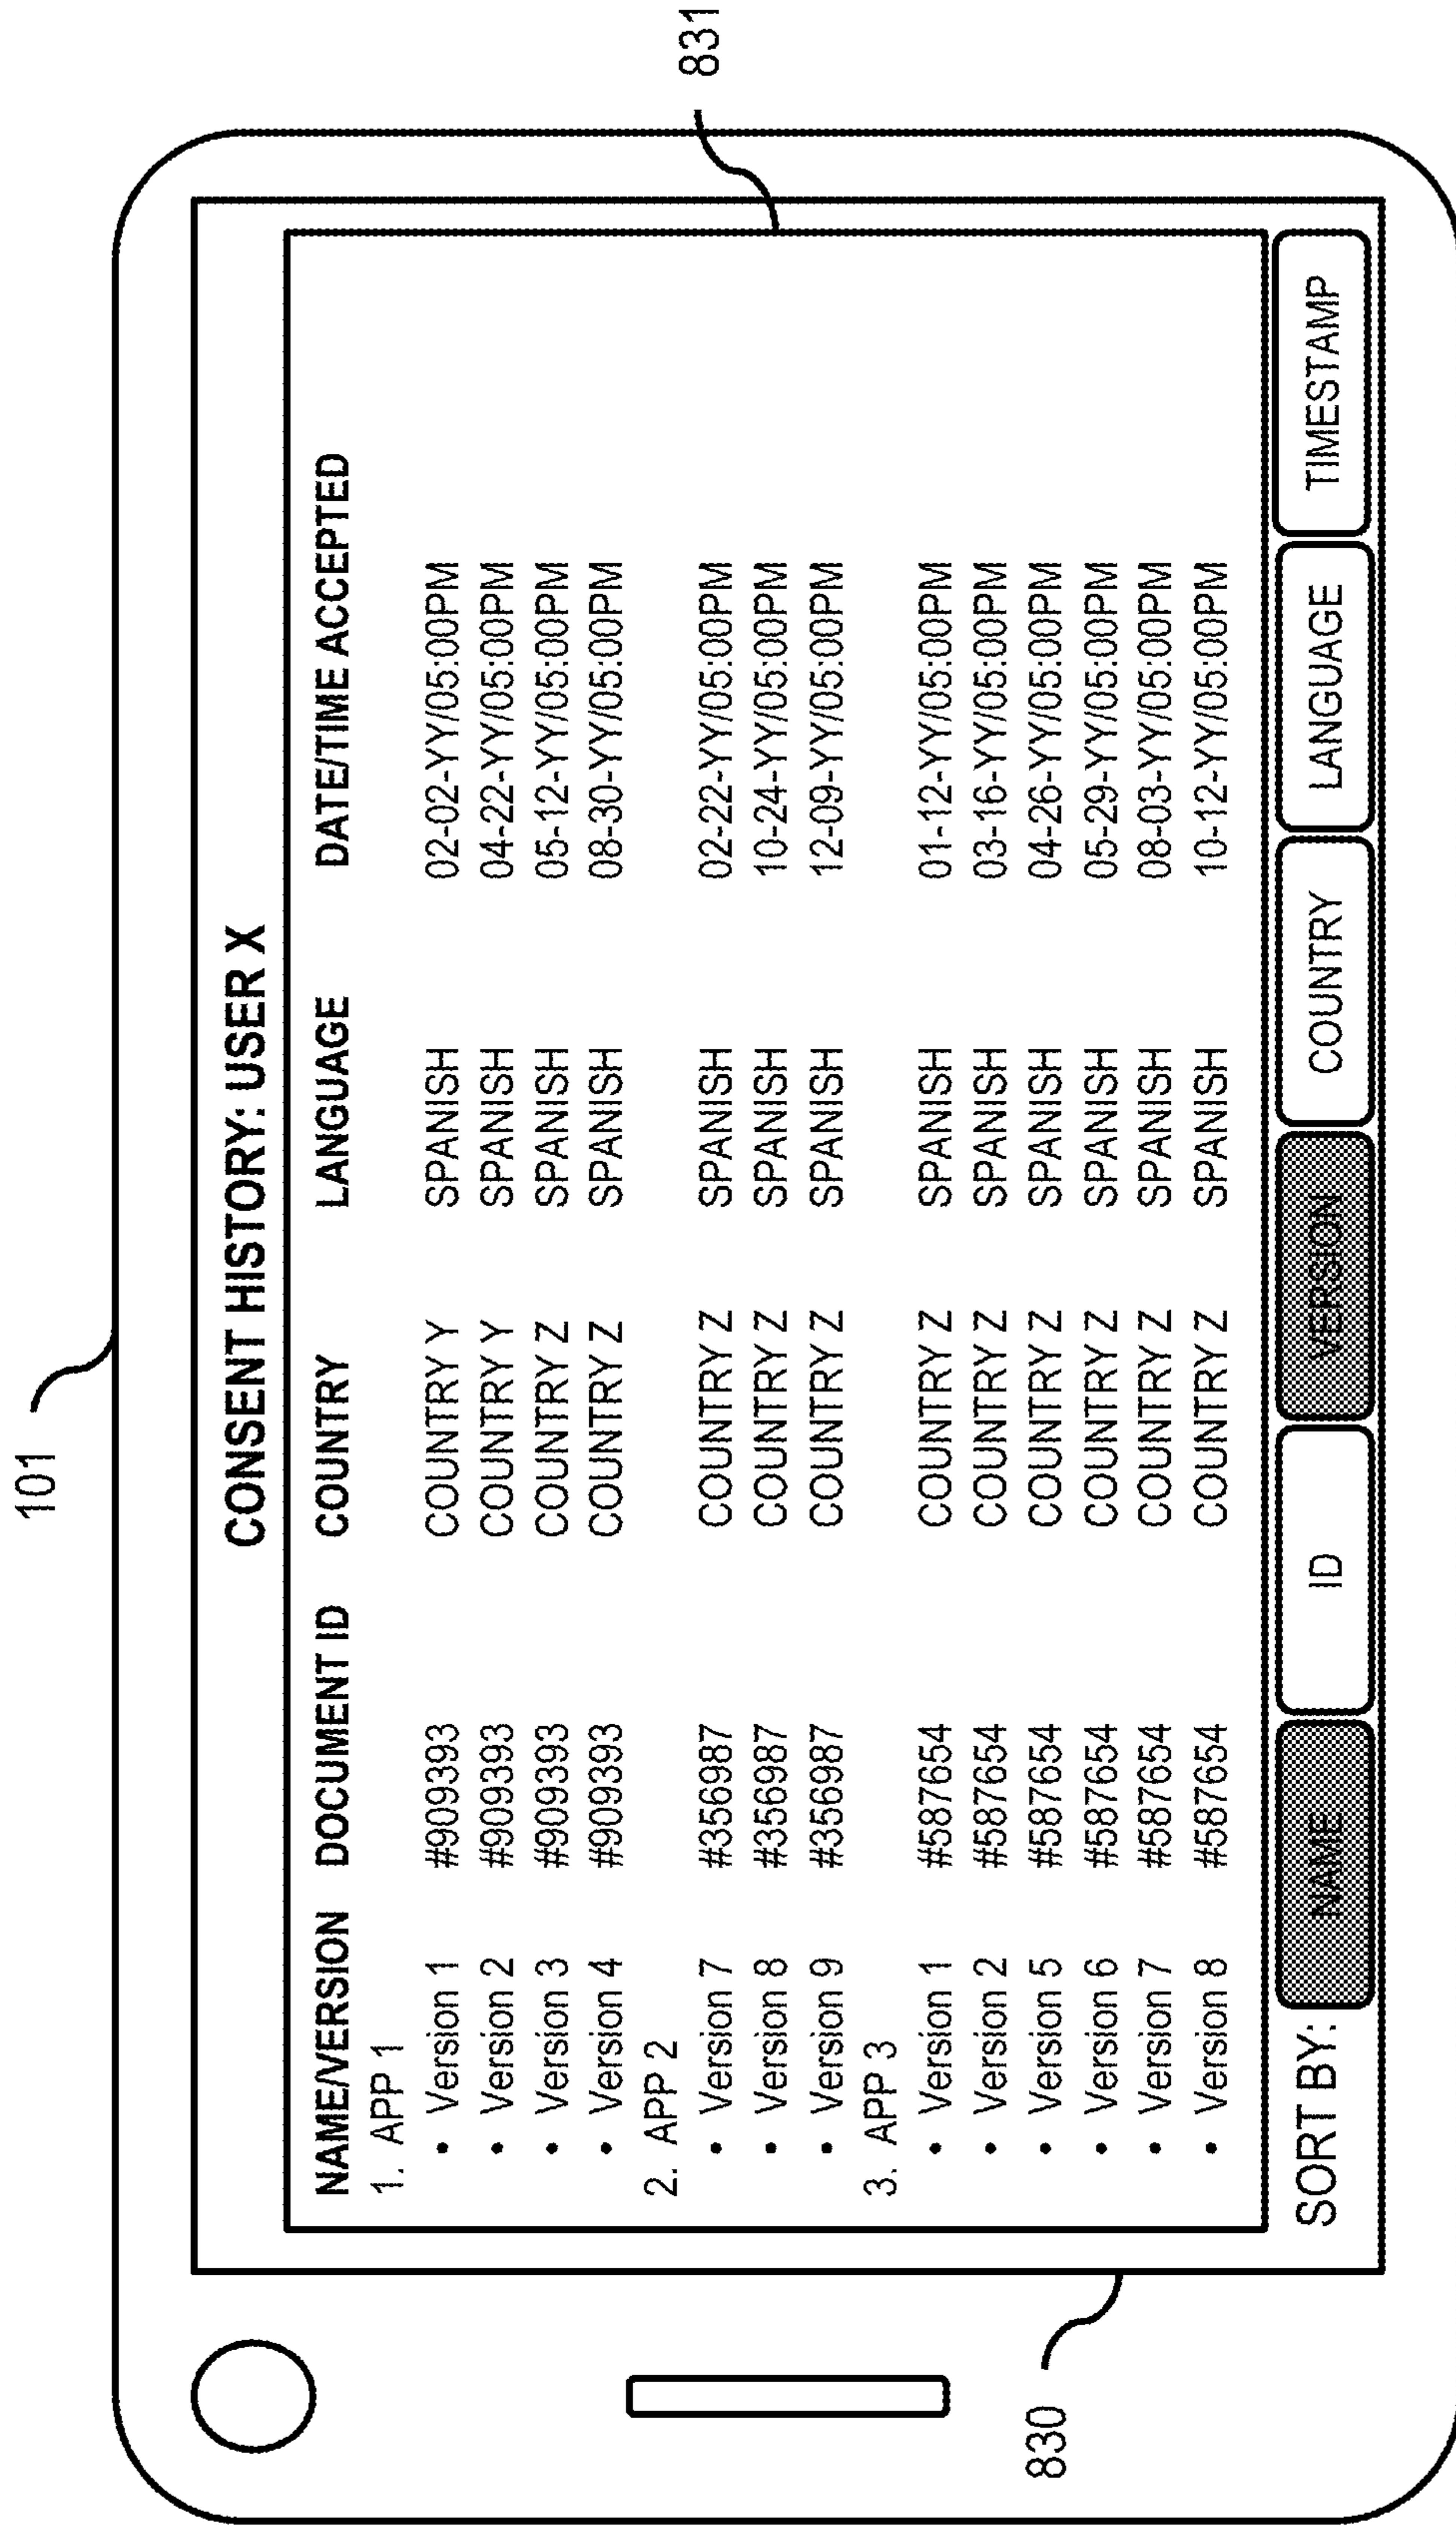 101
CONSENT HISTORY: USER X
831
NAME/VERSION DOCUMENT ID COUNTRY LANGUAGE DATE/TIME ACCEPTED
1. APP 1
• Version 1 #909393 COUNTRY Y SPANISH 02-02-YY/05:00PM
• Version 2 #909393 COUNTRY Y SPANISH 04-22-YY/05:00PM
• Version 3 #909393 COUNTRY Z SPANISH 05-12-YY/05:00PM
• Version 4 #909393 COUNTRY Z SPANISH 08-30-YY/05:00PM
2. APP 2
• Version 7 #356987 COUNTRY Z SPANISH 02-22-YY/05:00PM
• Version 8 #356987 COUNTRY Z SPANISH 10-24-YY/05:00PM
• Version 9 #356987 COUNTRY Z SPANISH 12-09-YY/05:00PM
3. APP 3
• Version 1 #587654 COUNTRY Z SPANISH 01-12-YY/05:00PM
• Version 2 #587654 COUNTRY Z SPANISH 03-16-YY/05:00PM
• Version 5 #587654 COUNTRY Z SPANISH 04-26-YY/05:00PM
• Version 6 #587654 COUNTRY Z SPANISH 05-29-YY/05:00PM
• Version 7 #587654 COUNTRY Z SPANISH 08-03-YY/05:00PM
• Version 8 #587654 COUNTRY Z SPANISH 10-12-YY/05:00PM
830
SORT BY: NAME ID VERSION COUNTRY LANGUAGE TIMESTAMP